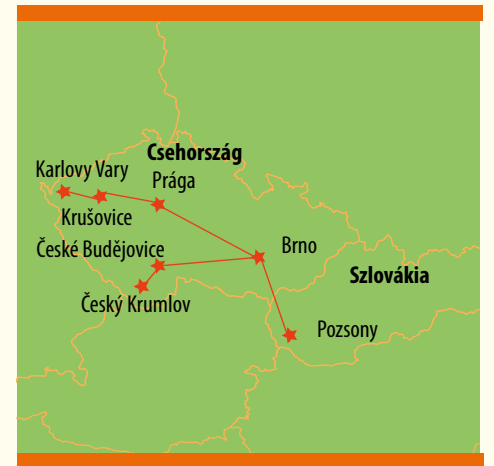 Csehország
Karlovy Vary
Prága
Krušovice
České Budějovice
Brno
Szlovákia
Český Krumlov
Pozsony